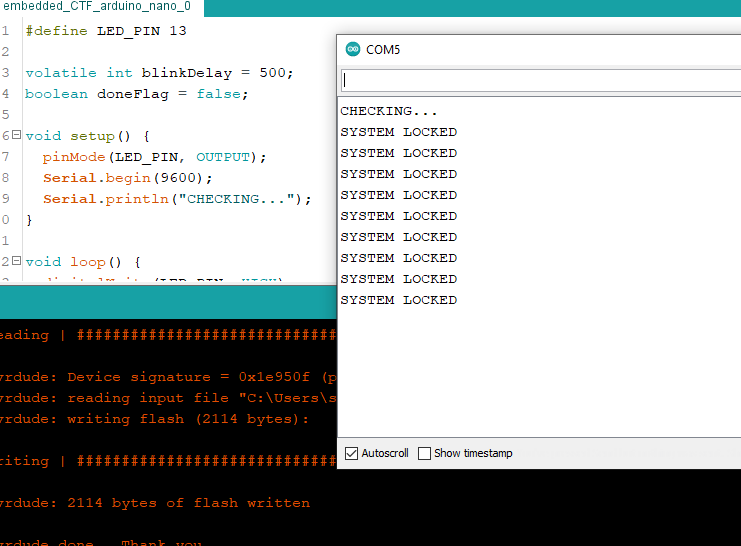 embedded_CTF_arduino_nano_0
1 #define LED_PIN 13
2
3 volatile int blinkDelay = 500;
4 boolean doneFlag = false;
5
6 void setup() {
7 pinMode(LED_PIN, OUTPUT);
8 Serial.begin(9600);
9 Serial.println("CHECKING...");
0 }
1
2 void loop() {
COM5
CHECKING...
SYSTEM LOCKED
SYSTEM LOCKED
SYSTEM LOCKED
SYSTEM LOCKED
SYSTEM LOCKED
SYSTEM LOCKED
SYSTEM LOCKED
SYSTEM LOCKED
SYSTEM LOCKED
Autoscroll
Show timestamp
eading | #############################
vrdude: Device signature = 0x1e950f (p
vrdude: reading input file "C:\Users\s
vrdude: writing flash (2114 bytes):
riting | #############################
vrdude: 2114 bytes of flash written
vrdude done. Thank you